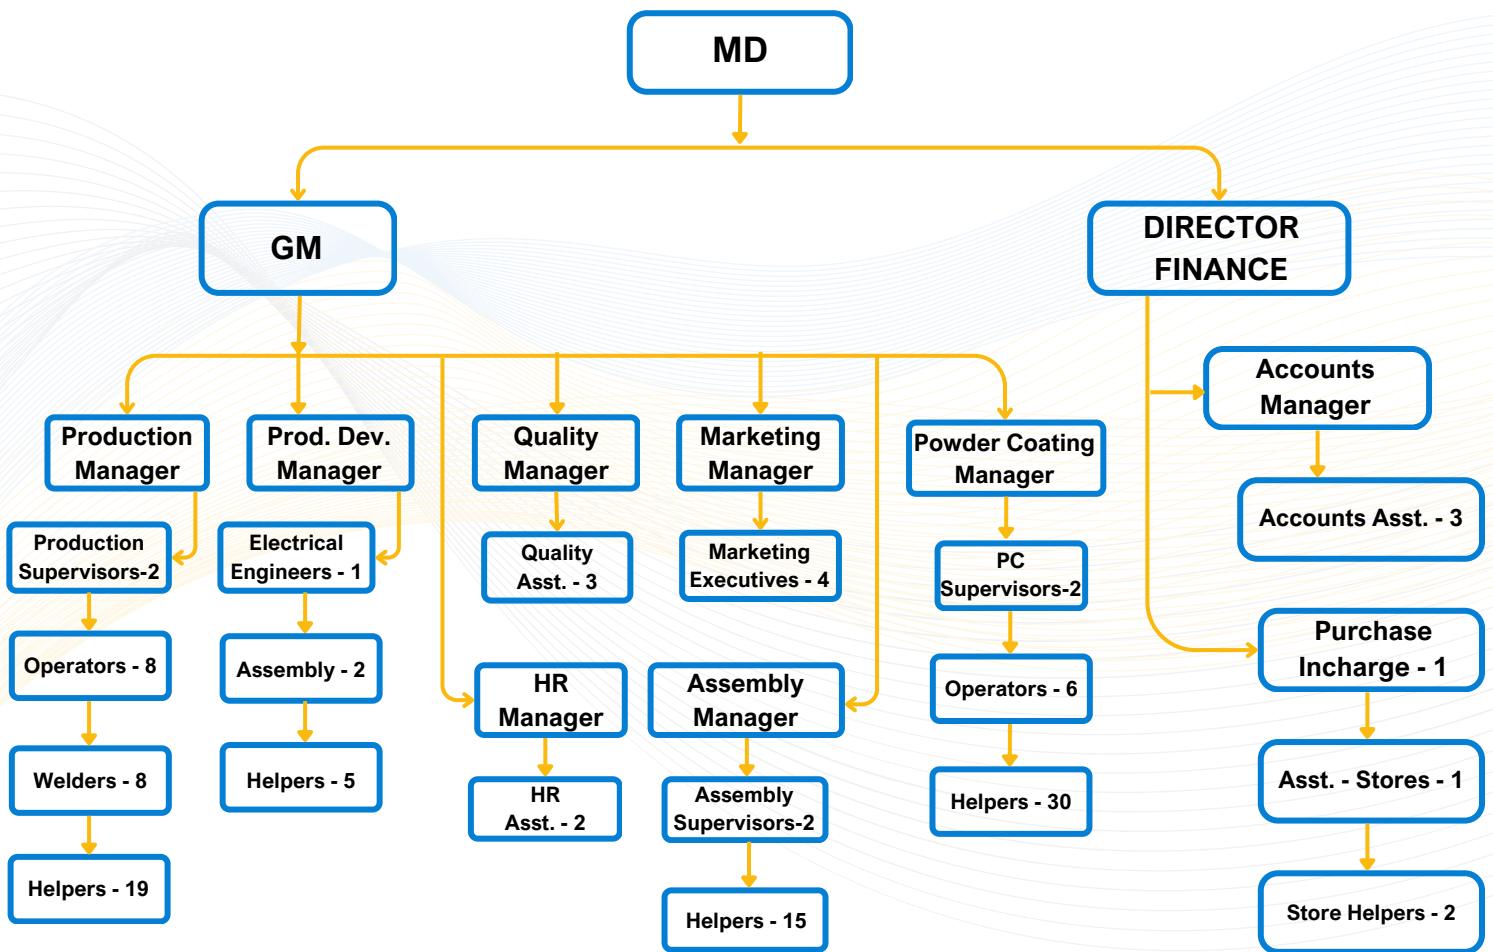 MD
GM
DIRECTOR
FINANCE
Production
Manager
Prod. Dev.
Manager
Quality
Manager
Marketing
Manager
Powder Coating
Manager
Accounts
Manager
Accounts Asst. - 3
Production
Supervisors-2
Electrical
Engineers - 1
Quality
Asst. - 3
Marketing
Executives - 4
PC
Supervisors-2
Purchase
Incharge - 1
Operators - 8
Assembly - 2
HR
Manager
Assembly
Manager
Operators - 6
Asst. - Stores - 1
Welders - 8
Helpers - 5
HR
Asst. - 2
Assembly
Supervisors-2
Helpers - 30
Helpers - 19
Helpers - 15
Store Helpers - 2